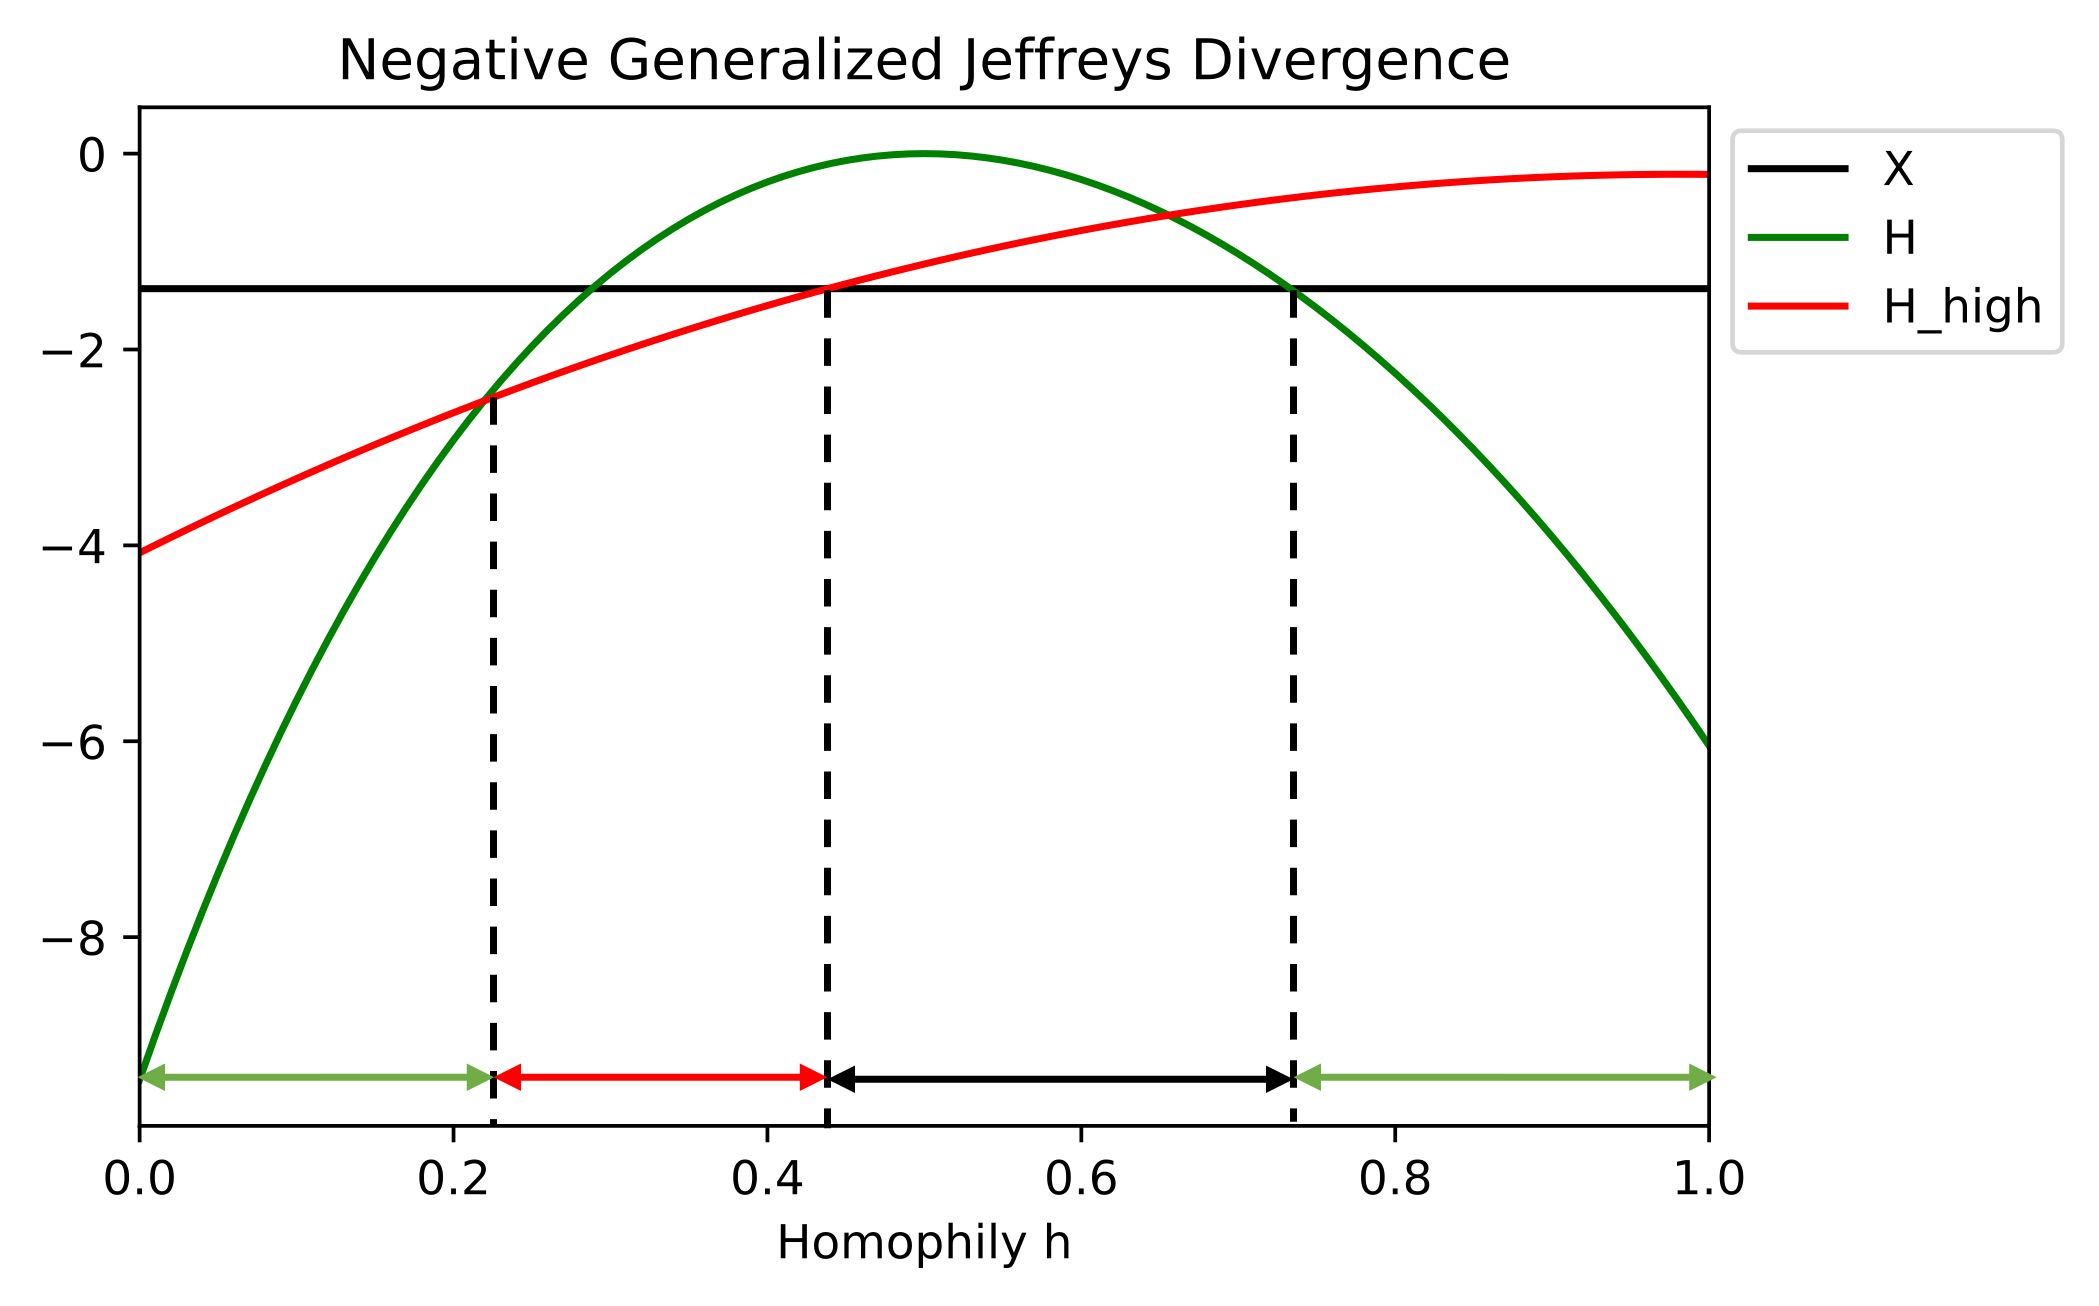 Negative Generalized Jeffreys Divergence
0
−2
−4
−6
−8
0.0 0.2 0.4 0.6 0.8 1.0
Homophily h
X
H
H_high